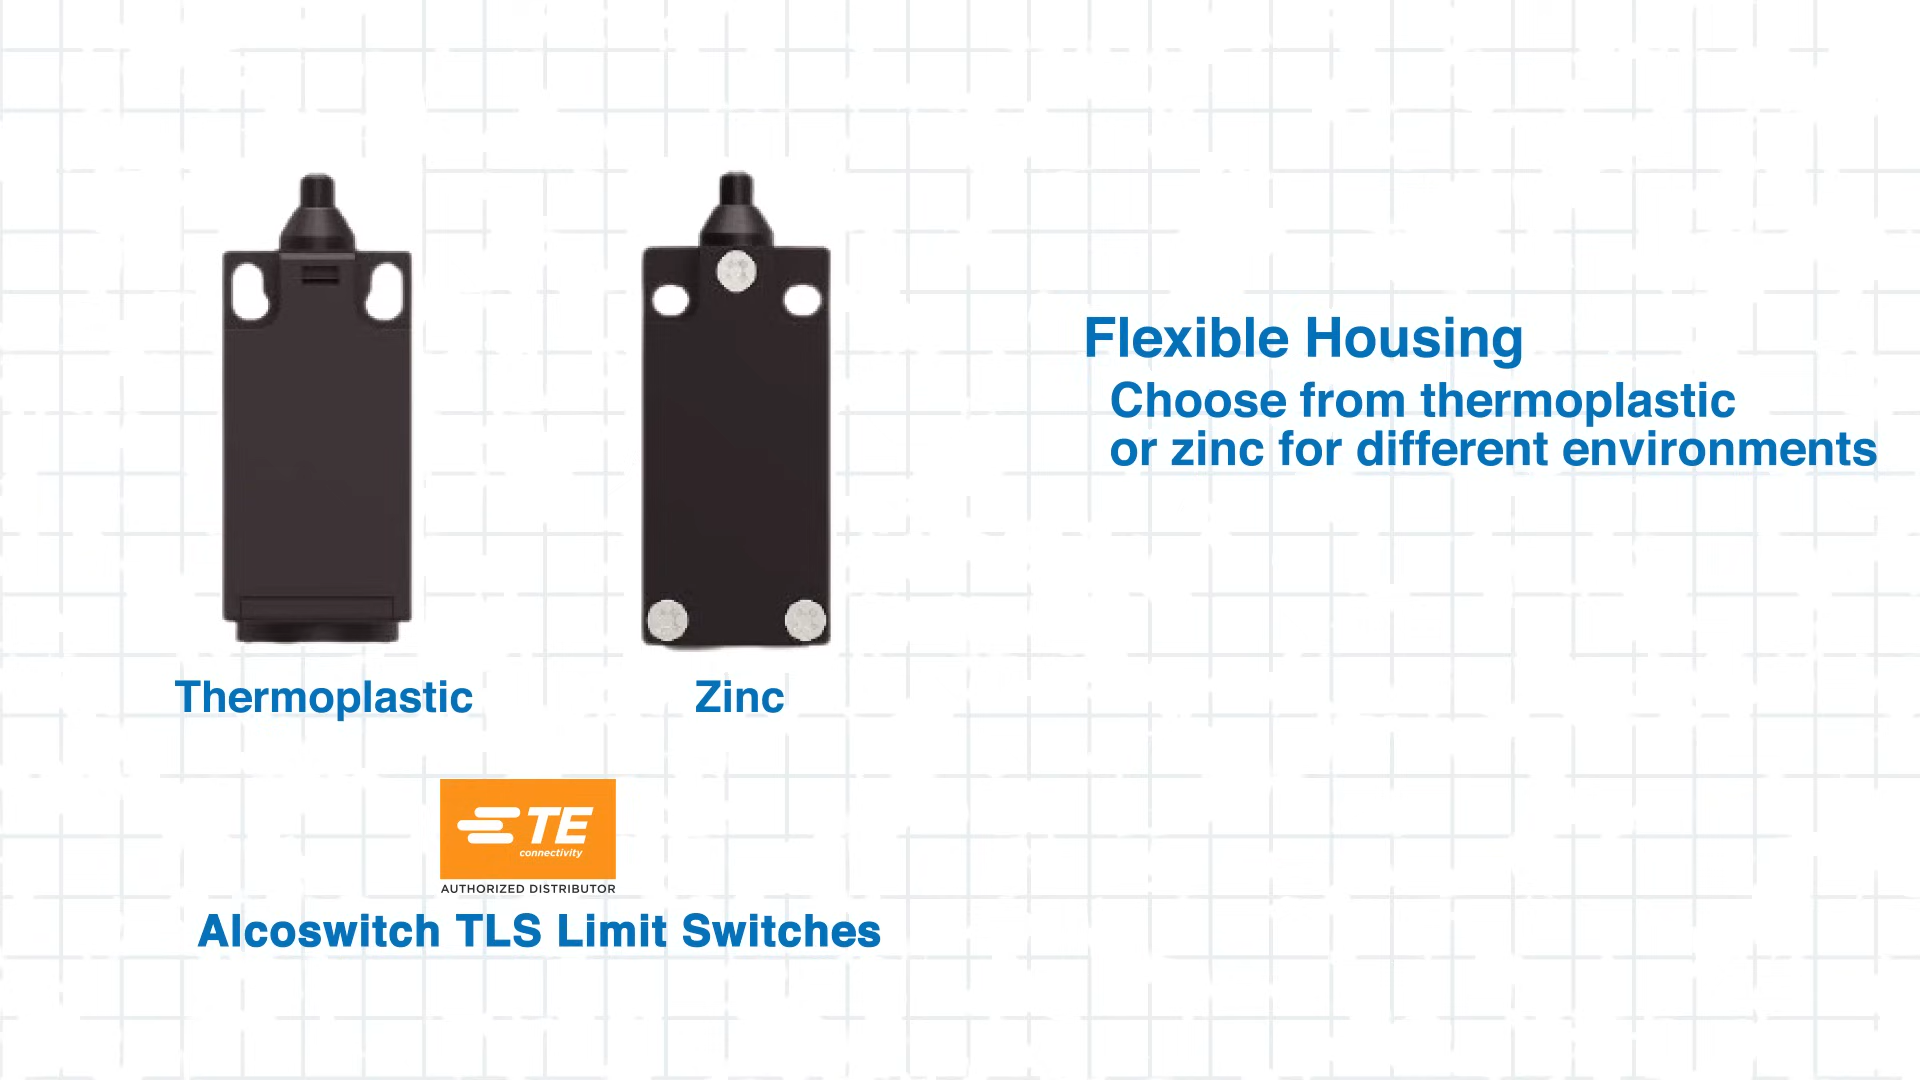 Flexible Housing
Choose from thermoplastic
or zinc for different environments
Thermoplastic
Zinc
TE
connectivity
AUTHORIZED DISTRIBUTOR
Alcoswitch TLS Limit Switches